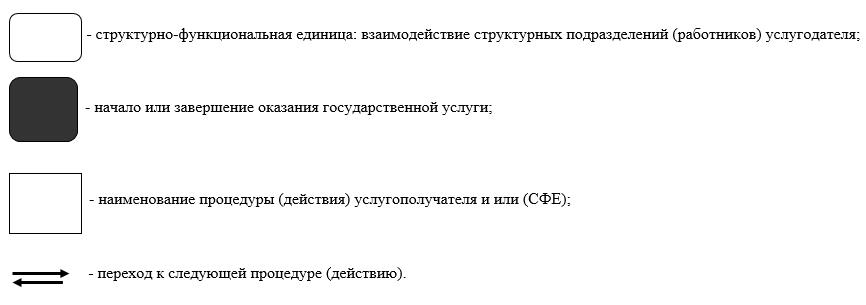 - структурно-функциональная единица: взаимодействие структурных подразделений (работников) услугодателя;
- начало или завершение оказания государственной услуги;
- наименование процедуры (действия) услугополучателя и или (СФЕ);
- переход к следующей процедуре (действию).